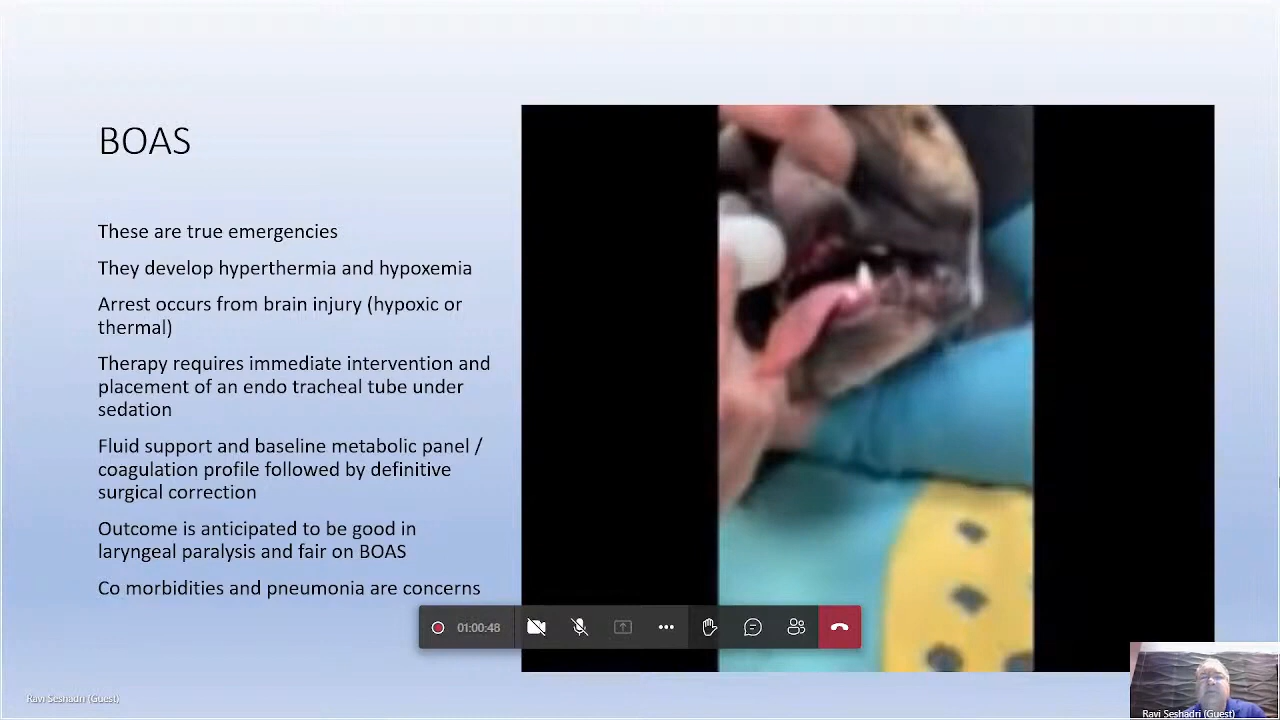 BOAS
These are true emergencies
They develop hyperthermia and hypoxemia
Arrest occurs from brain injury (hypoxic or
thermal)
Therapy requires immediate intervention and
placement of an endo tracheal tube under
sedation
Fluid support and baseline metabolic panel /
coagulation profile followed by definitive
surgical correction
Outcome is anticipated to be good in
laryngeal paralysis and fair on BOAS
Co morbidities and pneumonia are concerns
01:00:48
Ravi Seshadri (Guest)
Ravi Seshadri (Guest)